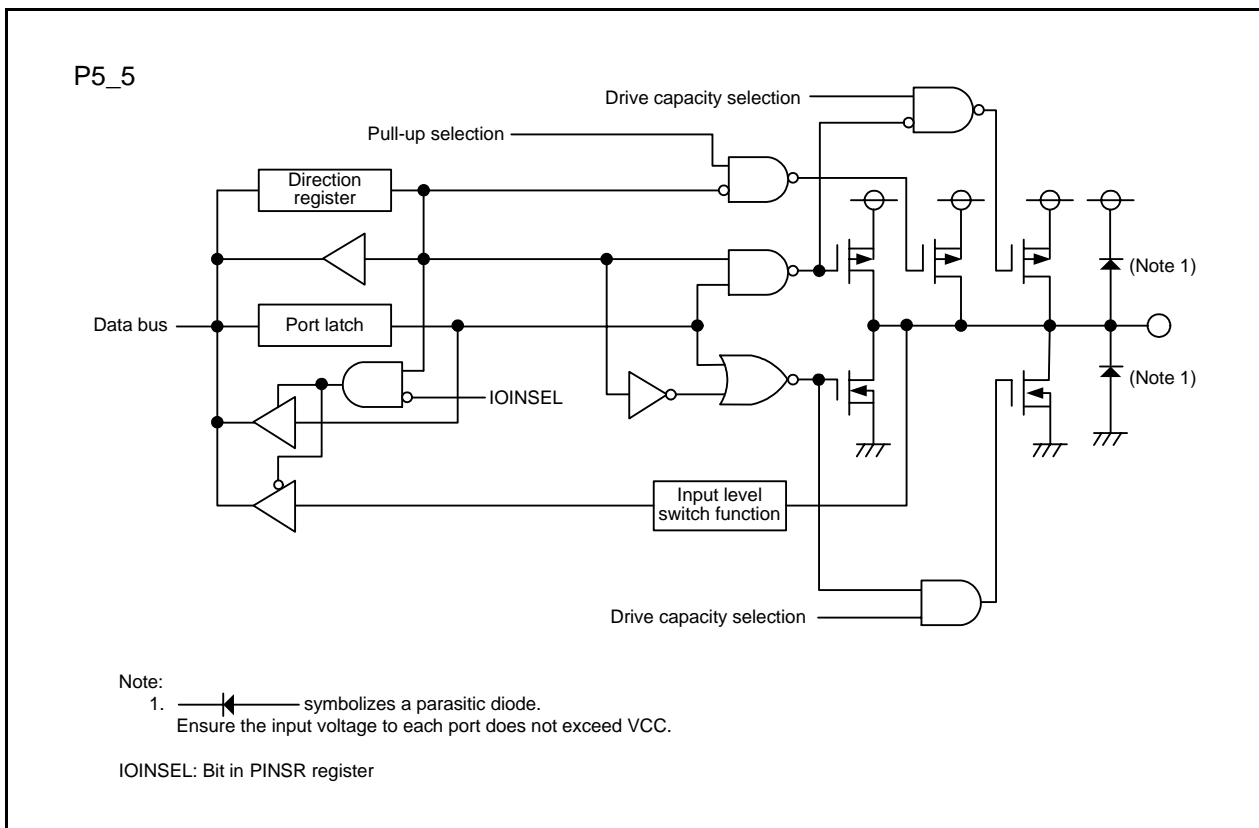 P5_5
Drive capacity selection
Pull-up selection
Direction
register
(Note 1)
Data bus
Port latch
(Note 1)
IOINSEL
Input level
switch function
Drive capacity selection
Note:
1. symbolizes a parasitic diode.
Ensure the input voltage to each port does not exceed VCC.
IOINSEL: Bit in PINSR register